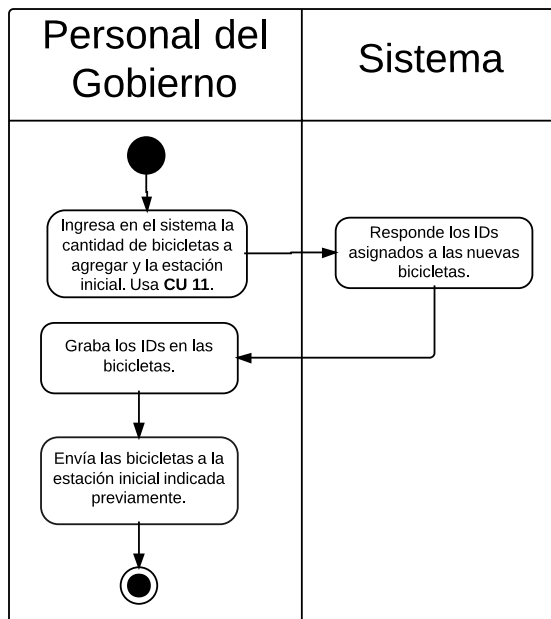 Personal del
Gobierno
Sistema
Ingresa en el sistema la
cantidad de bicicletas a
agregar y la estación
inicial. Usa CU 11.
Responde los IDs
asignados a las nuevas
bicicletas.
Graba los IDs en las
bicicletas.
Envía las bicicletas a la
estación inicial indicada
previamente.